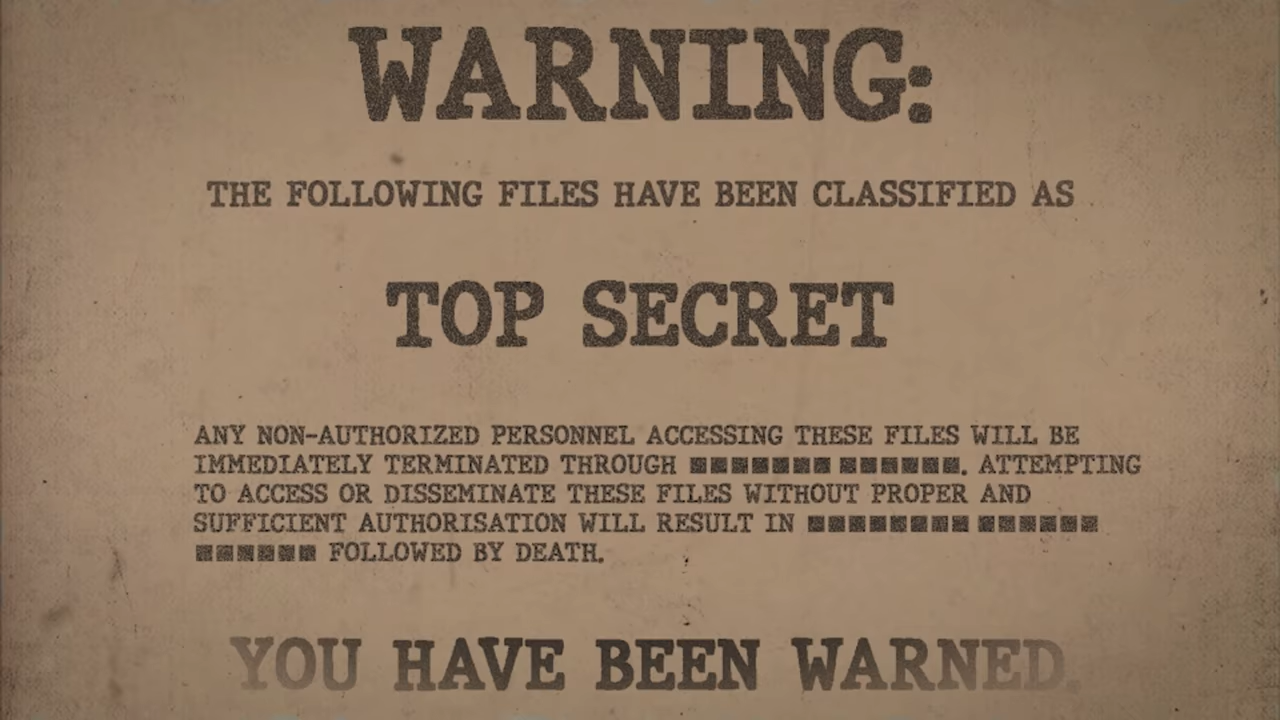 WARNING:
THE FOLLOWING FILES HAVE BEEN CLASSIFIED AS
TOP SECRET
ANY NON-AUTHORIZED PERSONNEL ACCESSING THESE FILES WILL BE
IMMEDIATELY TERMINATED THROUGH ■■■■■■■ ■■■■■■. ATTEMPTING
TO ACCESS OR DISSEMINATE THESE FILES WITHOUT PROPER AND
SUFFICIENT AUTHORISATION WILL RESULT IN ■■■■■■■■ ■■■■■■
■■■■■■ FOLLOWED BY DEATH.
YOU HAVE BEEN WARNED.